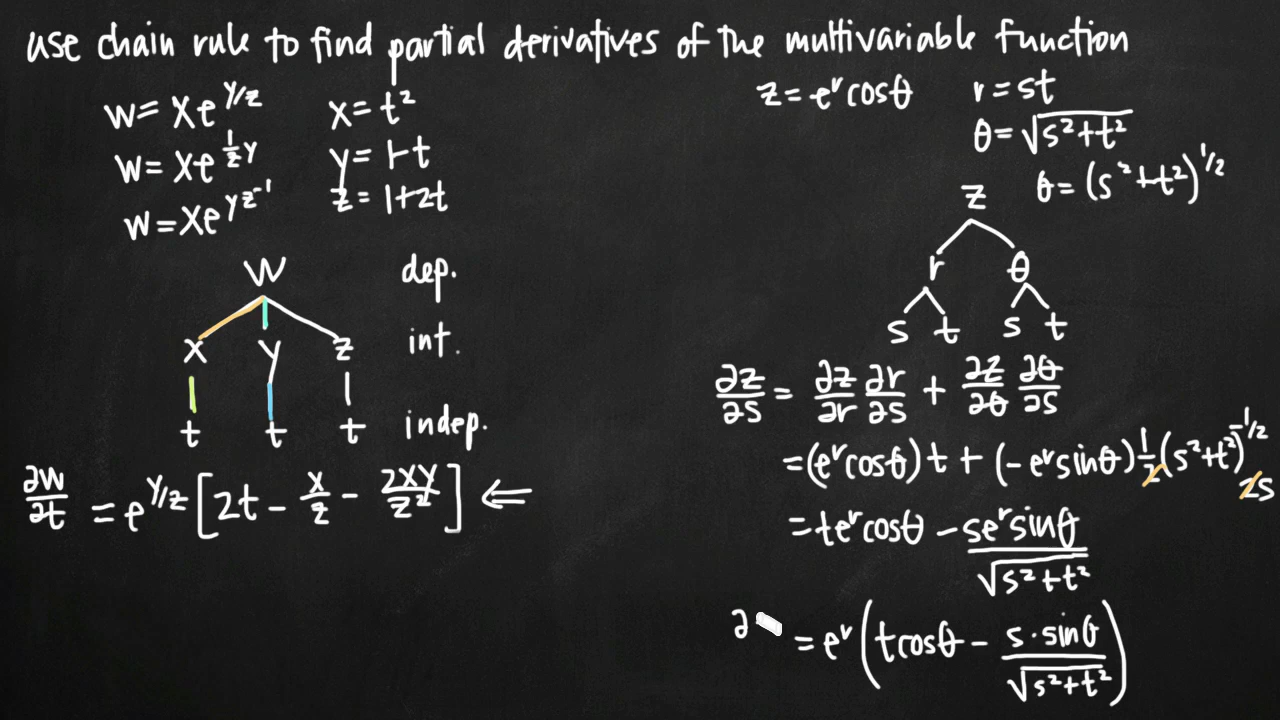 use chain rule to find partial derivatives of the multivariable function
w = xe^(y/z) x = t²
w = xe^(1/z y) y = 1-t
w = xe^(yz⁻¹) z = 1+2t
w dep.
x y z int.
t t t indep.
∂w/∂t = e^(y/z) [2t - x/z - 2xy/z²] ⇐
z = e^r cosθ r = st
θ = √(s²+t²)
θ = (s²+t²)^(1/2)
z
r θ
s t s t
∂z/∂s = ∂z/∂r ∂r/∂s + ∂z/∂θ ∂θ/∂s
= (e^r cosθ) t + (-e^r sinθ) 1/2 (s²+t²)^(-1/2) 2s
= te^r cosθ - se^r sinθ/√(s²+t²)
∂ = e^r (t cosθ - s·sinθ/√(s²+t²))